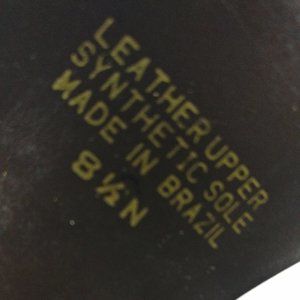 LEATHER UPPER
SYNTHETIC SOLE
MADE IN BRAZIL
8 ½ N